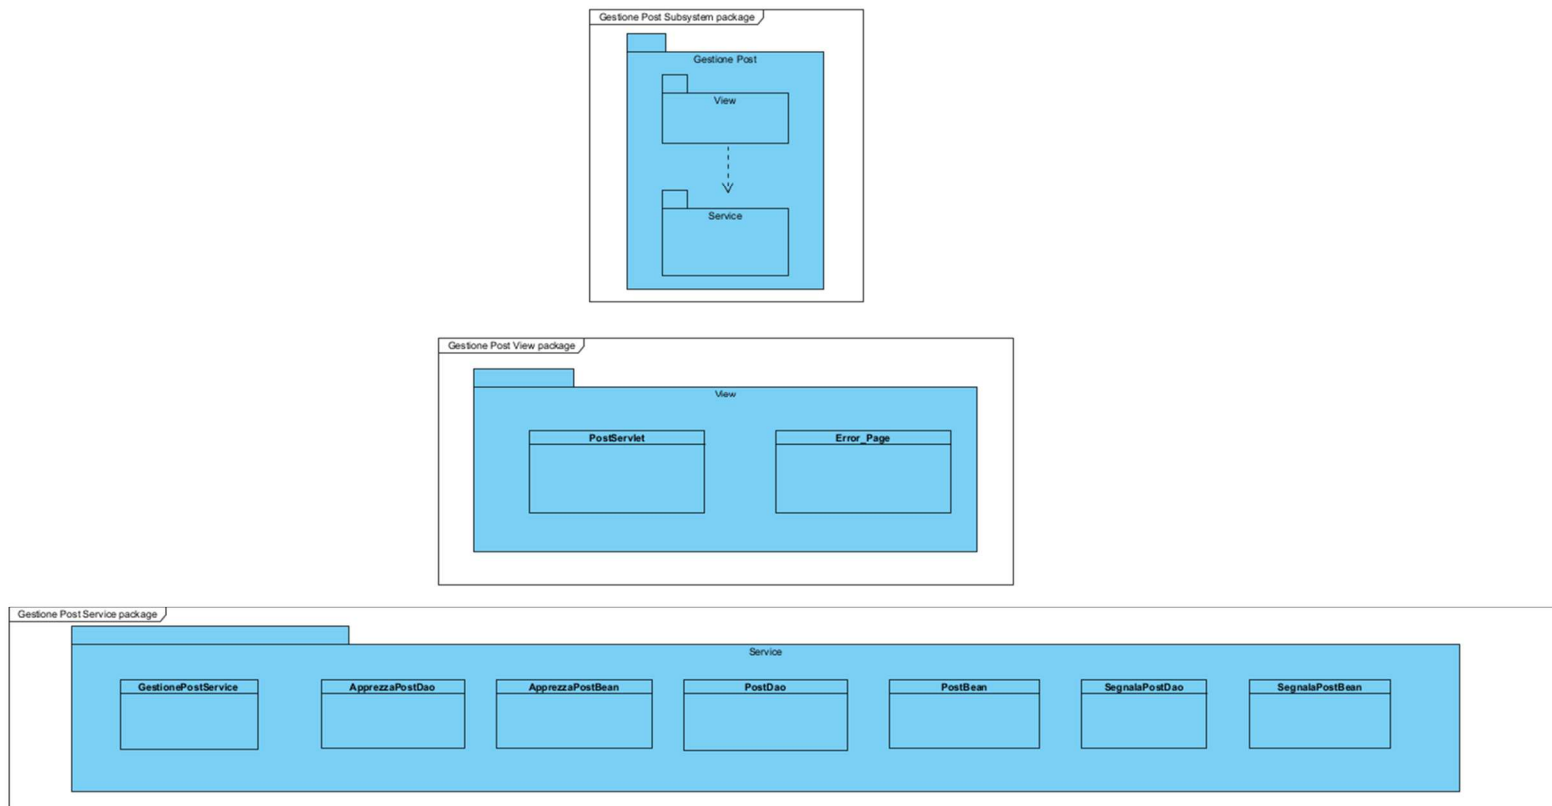 Gestione Post Subsystem package
Gestione Post
View
Service
Gestione Post View package
View
PostServlet
Error_Page
Gestione Post Service package
Service
GestionePostService
ApprezzaPostDao
ApprezzaPostBean
PostDao
PostBean
SegnalaPostDao
SegnalaPostBean